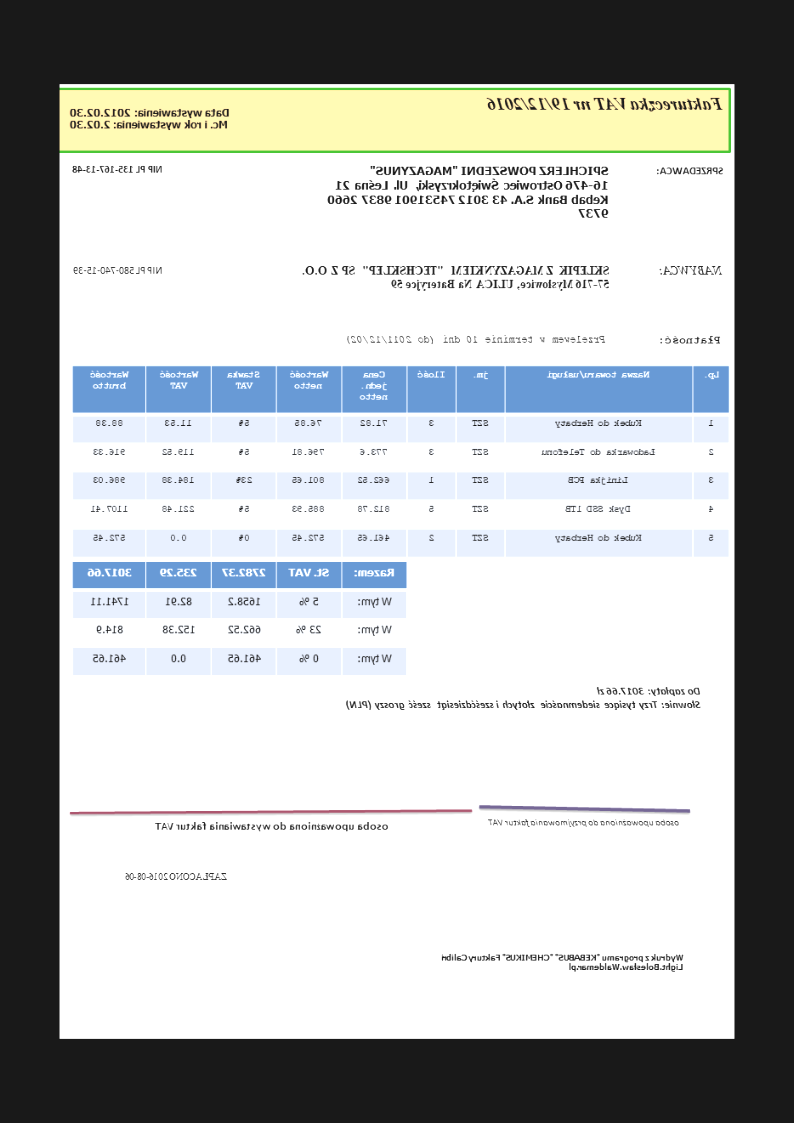 Faktureczka VAT nr 19/12/2016
Data wystawienia: 2012.02.30
Mc. i rok wystawienia: 2.02.30
SPRZEDAWCA:
SPICHLERZ POWSZEDNI "MAGAZYNUS"
NIP PL 135-167-13-48
16-476 Ostrowiec Świętokrzyski, Ul. Leśna 21
Kebab Bank S.A. 43 3012 74531901 9837 2660
9737
NABYWCA:
SKLEPIK Z MAGAZYNKIEM "TECHSKLEP" SP Z O.O.
NIP PL 580-740-15-39
57-716 Mysłowice, ULICA Na Bateryjce 59
Płatność: Przelewem w terminie 10 dni (do 2011/12/02)
Lp. Nazwa towaru/usługi jm. Ilość Cena jedn. netto Wartość netto Stawka VAT Wartość VAT Wartość brutto
1 Kubek do Herbaty SZT 3 71.82 76.85 5% 11.53 88.38
2 Ładowarka do Telefonu SZT 3 773.6 796.81 5% 119.52 916.33
3 Linijka PCB SZT 1 662.52 801.65 23% 184.38 986.03
4 Dysk SSD 1TB SZT 5 812.78 885.93 5% 221.48 1107.41
5 Kubek do Herbaty SZT 2 461.65 572.45 0% 0.0 572.45
Razem: St. VAT 2782.37 235.29 3017.66
W tym: 5 % 1658.2 82.91 1741.11
W tym: 23 % 662.52 152.38 814.9
W tym: 0 % 461.65 0.0 461.65
Do zapłaty: 3017.66 zł
Słownie: Trzy tysiące siedemnaście złotych i sześćdziesiąt sześć groszy (PLN)
osoba upoważniona do przyjmowania faktur VAT
osoba upoważniona do wystawiania faktur VAT
ZAPŁACONO 2016-08-06
Wydruk z programu "KEBABUS" "CHEMIKUS" Faktury Calibri
Light.Bolesław.Waldemar.pl